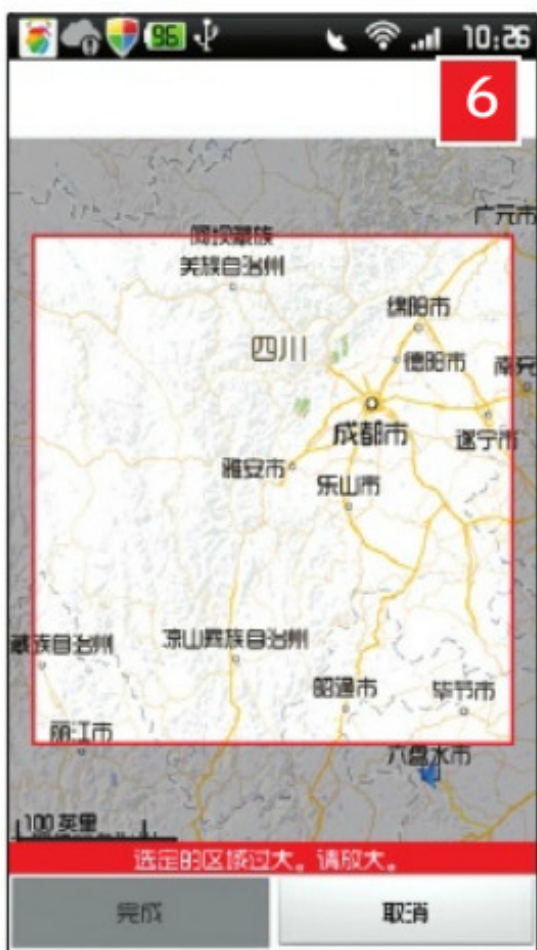 96 10:26
6
广元市
阿坝藏族
羌族自治州
绵阳市
四川
德阳市
南充
成都市
遂宁市
雅安市
乐山市
藏族自治州
凉山彝族自治州
昭通市
毕节市
丽江市
六盘水市
100 英里
选定的区域过大。请放大。
完成
取消